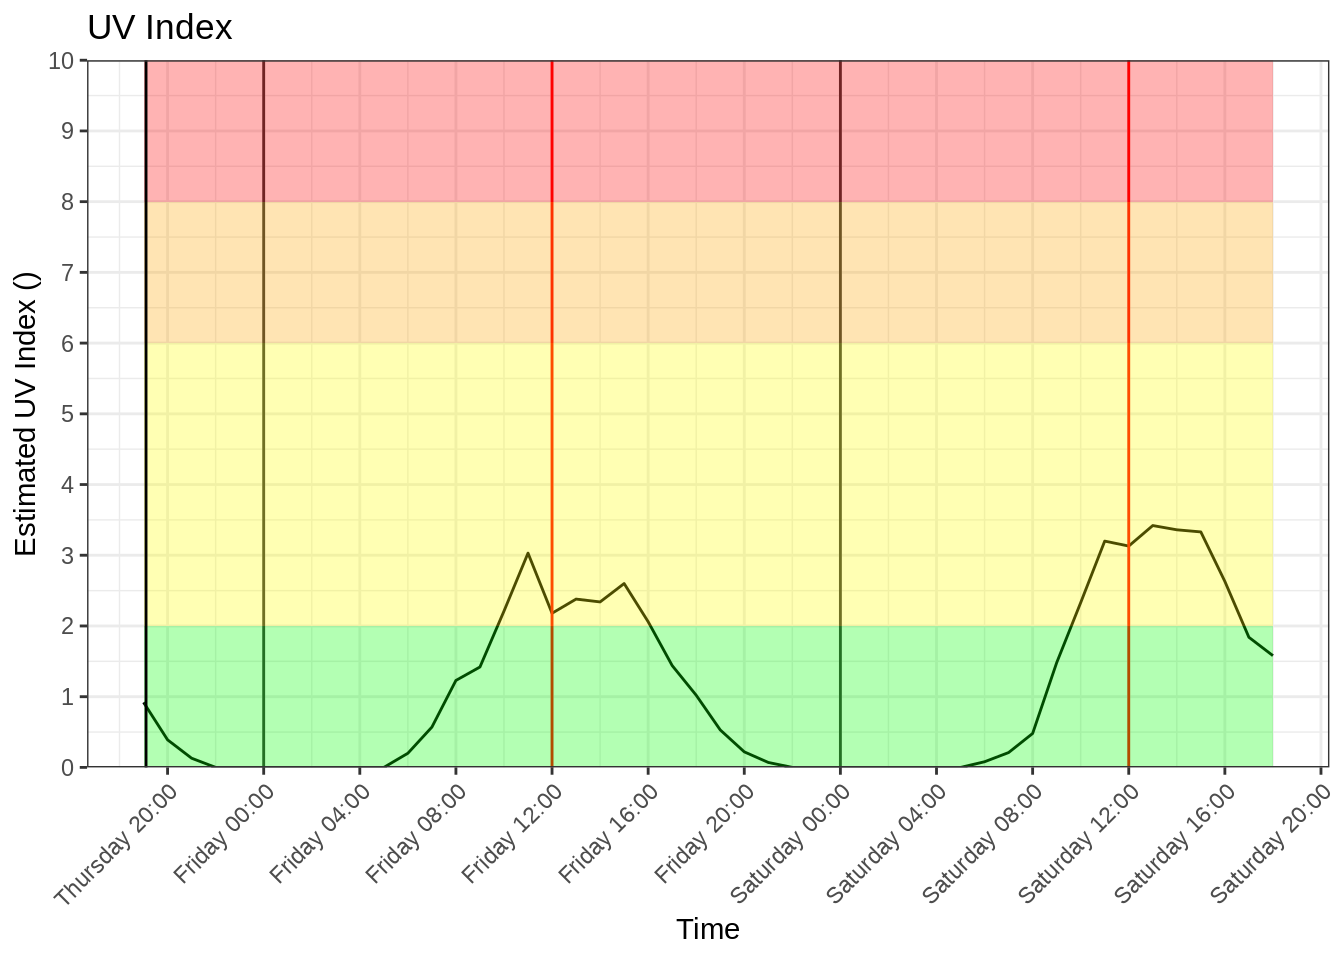 UV Index
Estimated UV Index ()
10
9
8
7
6
5
4
3
2
1
0
Thursday 20:00
Friday 00:00
Friday 04:00
Friday 08:00
Friday 12:00
Friday 16:00
Friday 20:00
Saturday 00:00
Saturday 04:00
Saturday 08:00
Saturday 12:00
Saturday 16:00
Saturday 20:00
Time